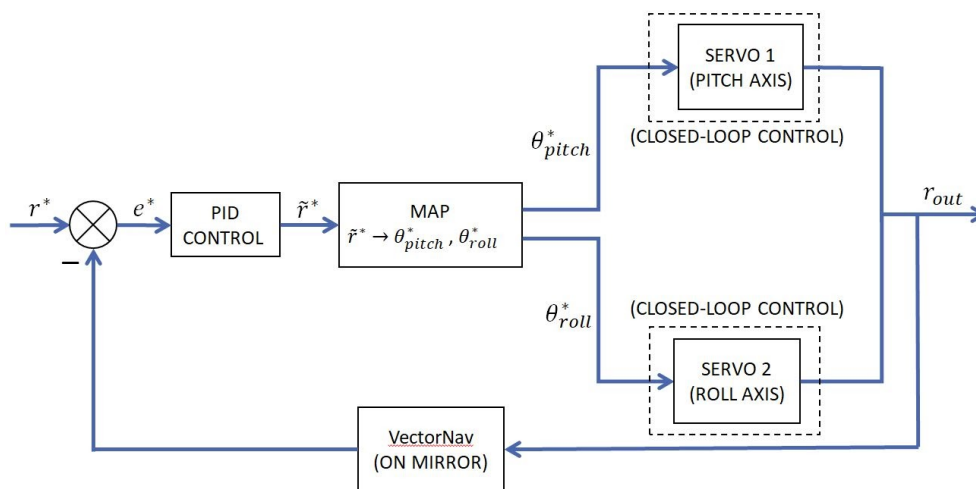 SERVO 1
(PITCH AXIS)
(CLOSED-LOOP CONTROL)
θ*pitch
r*
e*
PID
CONTROL
r̃*
MAP
r̃* → θ*pitch , θ*roll
rout
−
θ*roll
(CLOSED-LOOP CONTROL)
SERVO 2
(ROLL AXIS)
VectorNav
(ON MIRROR)